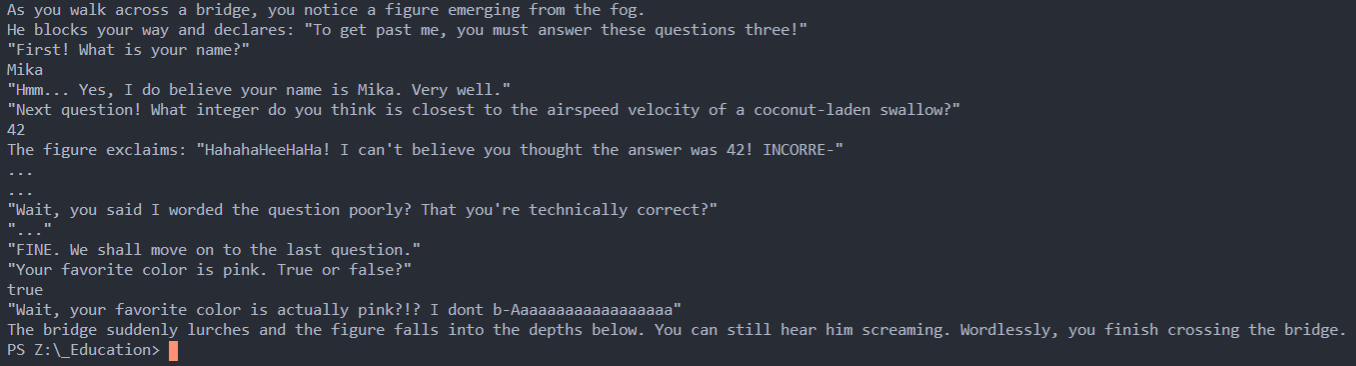 As you walk across a bridge, you notice a figure emerging from the fog.
He blocks your way and declares: "To get past me, you must answer these questions three!"
"First! What is your name?"
Mika
"Hmm... Yes, I do believe your name is Mika. Very well."
"Next question! What integer do you think is closest to the airspeed velocity of a coconut-laden swallow?"
42
The figure exclaims: "HahahaHeeHaHa! I can't believe you thought the answer was 42! INCORRE-"
...
...
"Wait, you said I worded the question poorly? That you're technically correct?"
"..."
"FINE. We shall move on to the last question."
"Your favorite color is pink. True or false?"
true
"Wait, your favorite color is actually pink?!? I dont b-Aaaaaaaaaaaaaaaaaa"
The bridge suddenly lurches and the figure falls into the depths below. You can still hear him screaming. Wordlessly, you finish crossing the bridge.
PS Z:\_Education>